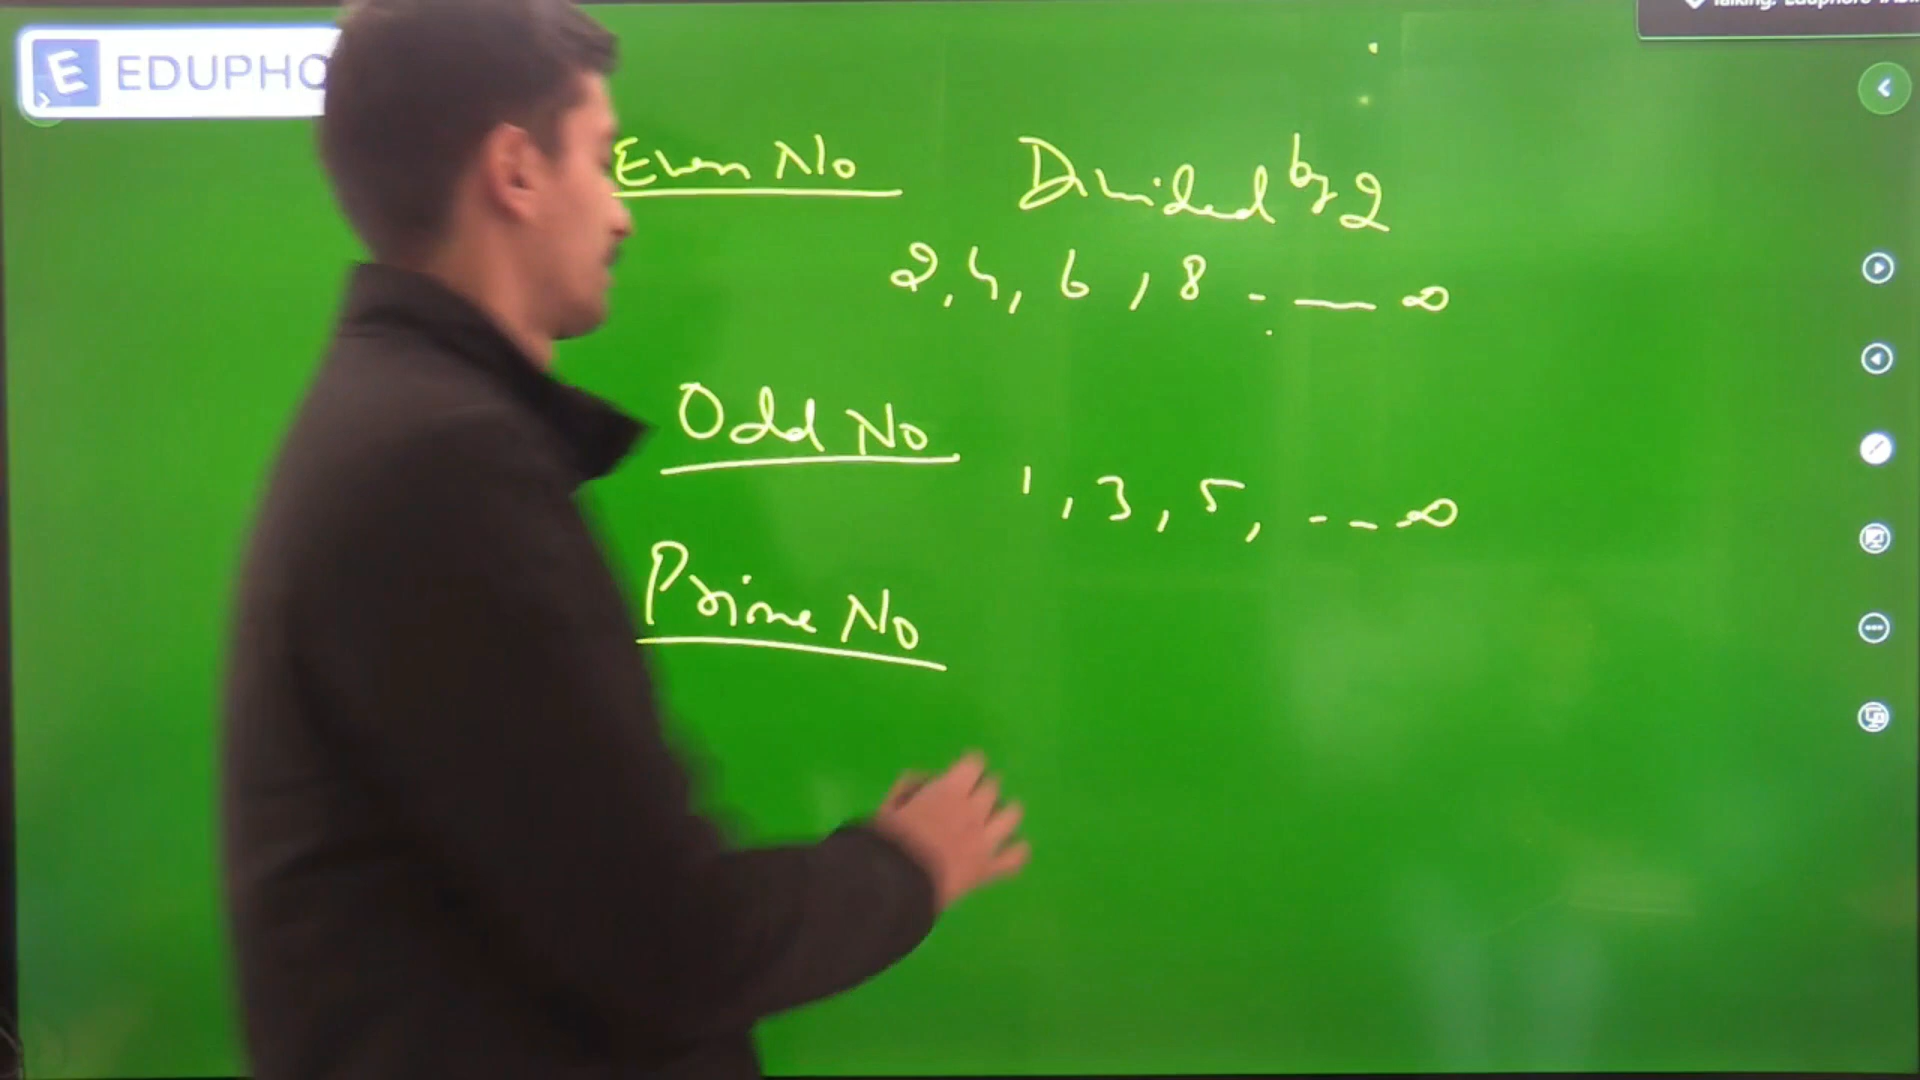 EDUPHO
Even No
Divided by 2
2, 4, 6, 8 - — ∞
Odd No
1, 3, 5, - - ∞
Prime No